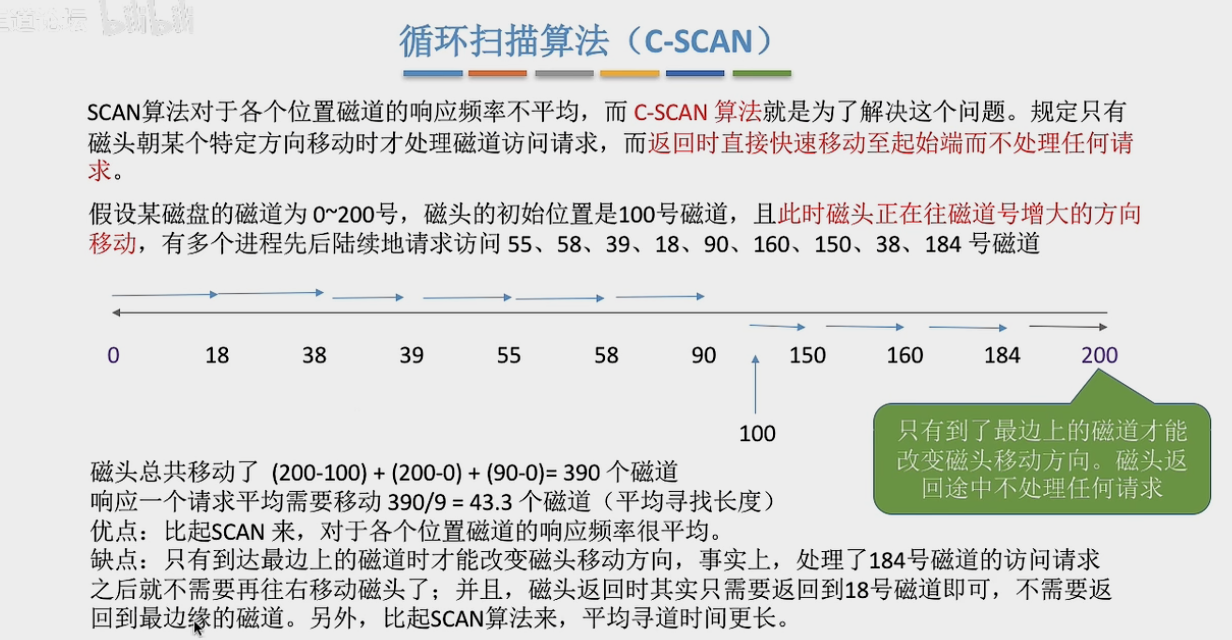 bilibili
循环扫描算法（C-SCAN）
SCAN算法对于各个位置磁道的响应频率不平均，而 C-SCAN 算法就是为了解决这个问题。规定只有
磁头朝某个特定方向移动时才处理磁道访问请求，而返回时直接快速移动至起始端而不处理任何请
求。
假设某磁盘的磁道为 0~200号，磁头的初始位置是100号磁道，且此时磁头正在往磁道号增大的方向
移动，有多个进程先后陆续地请求访问 55、58、39、18、90、160、150、38、184 号磁道
0 18 38 39 55 58 90 150 160 184 200
100
只有到了最边上的磁道才能
改变磁头移动方向。磁头返
回途中不处理任何请求
磁头总共移动了 (200-100) + (200-0) + (90-0)= 390 个磁道
响应一个请求平均需要移动 390/9 = 43.3 个磁道（平均寻找长度）
优点：比起SCAN 来，对于各个位置磁道的响应频率很平均。
缺点：只有到达最边上的磁道时才能改变磁头移动方向，事实上，处理了184号磁道的访问请求
之后就不需要再往右移动磁头了；并且，磁头返回时其实只需要返回到18号磁道即可，不需要返
回到最边缘的磁道。另外，比起SCAN算法来，平均寻道时间更长。